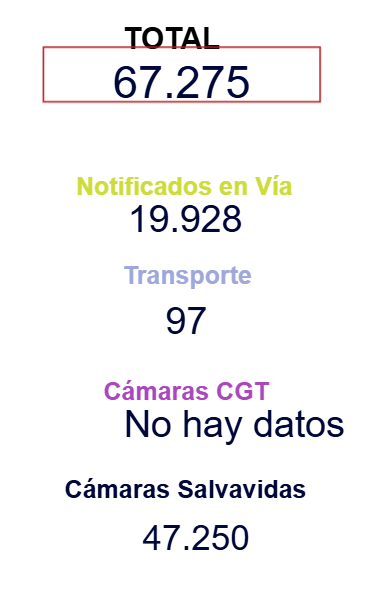 TOTAL
67.275
Notificados en Vía
19.928
Transporte
97
Cámaras CGT
No hay datos
Cámaras Salvavidas
47.250